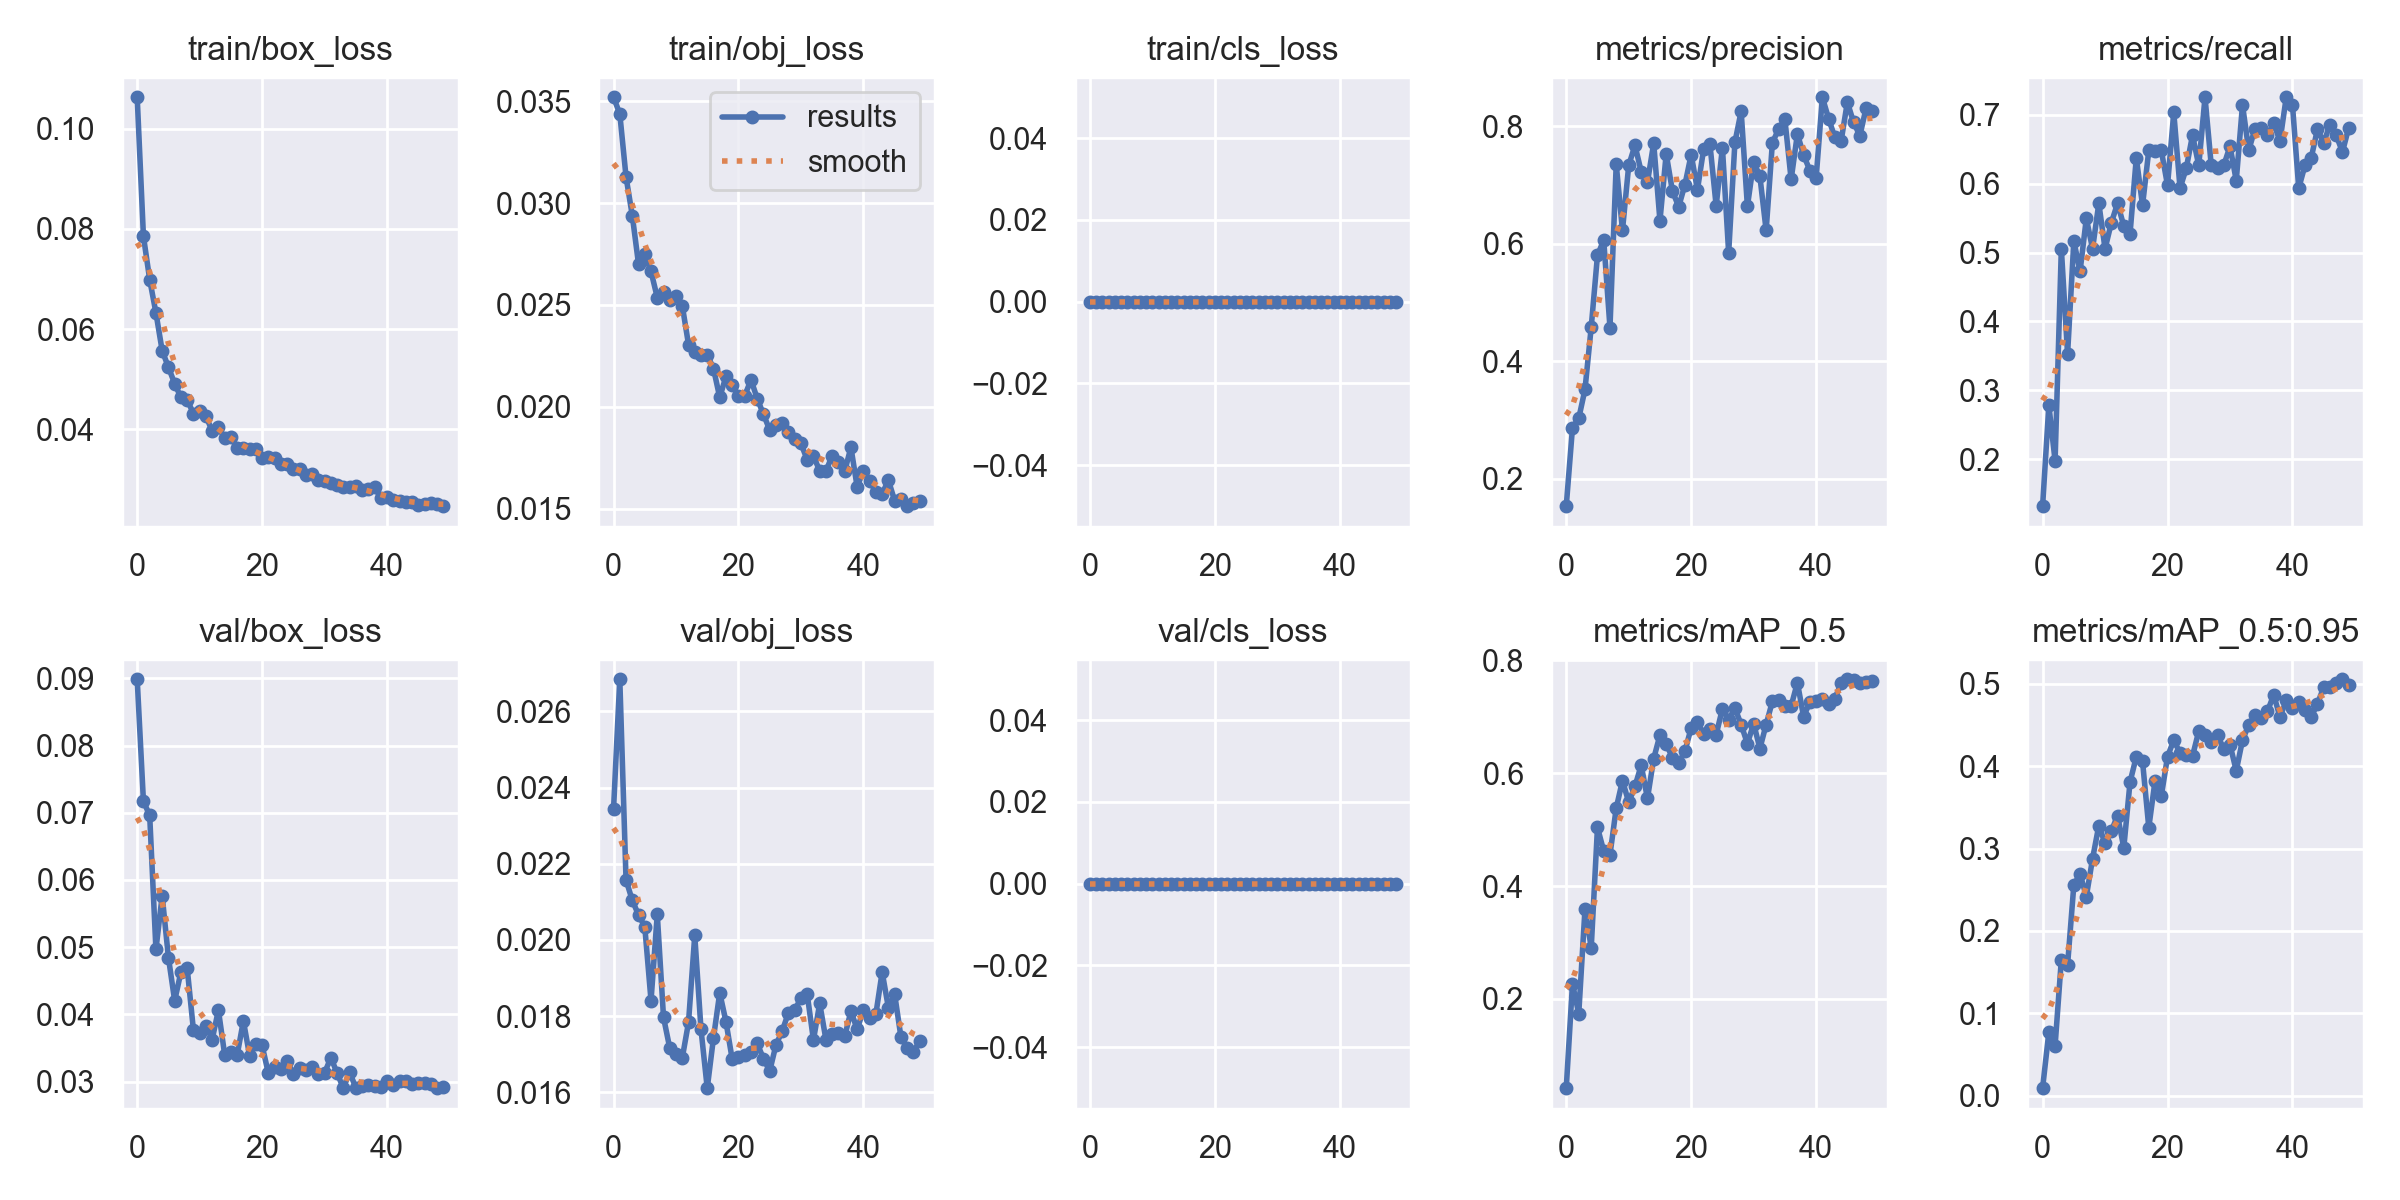 train/box_loss
0.10
0.08
0.06
0.04
0 20 40
train/obj_loss
results
smooth
0.035
0.030
0.025
0.020
0.015
0 20 40
train/cls_loss
0.04
0.02
0.00
−0.02
−0.04
0 20 40
metrics/precision
0.8
0.6
0.4
0.2
0 20 40
metrics/recall
0.7
0.6
0.5
0.4
0.3
0.2
0 20 40
val/box_loss
0.09
0.08
0.07
0.06
0.05
0.04
0.03
0 20 40
val/obj_loss
0.026
0.024
0.022
0.020
0.018
0.016
0 20 40
val/cls_loss
0.04
0.02
0.00
−0.02
−0.04
0 20 40
metrics/mAP_0.5
0.8
0.6
0.4
0.2
0 20 40
metrics/mAP_0.5:0.95
0.5
0.4
0.3
0.2
0.1
0.0
0 20 40